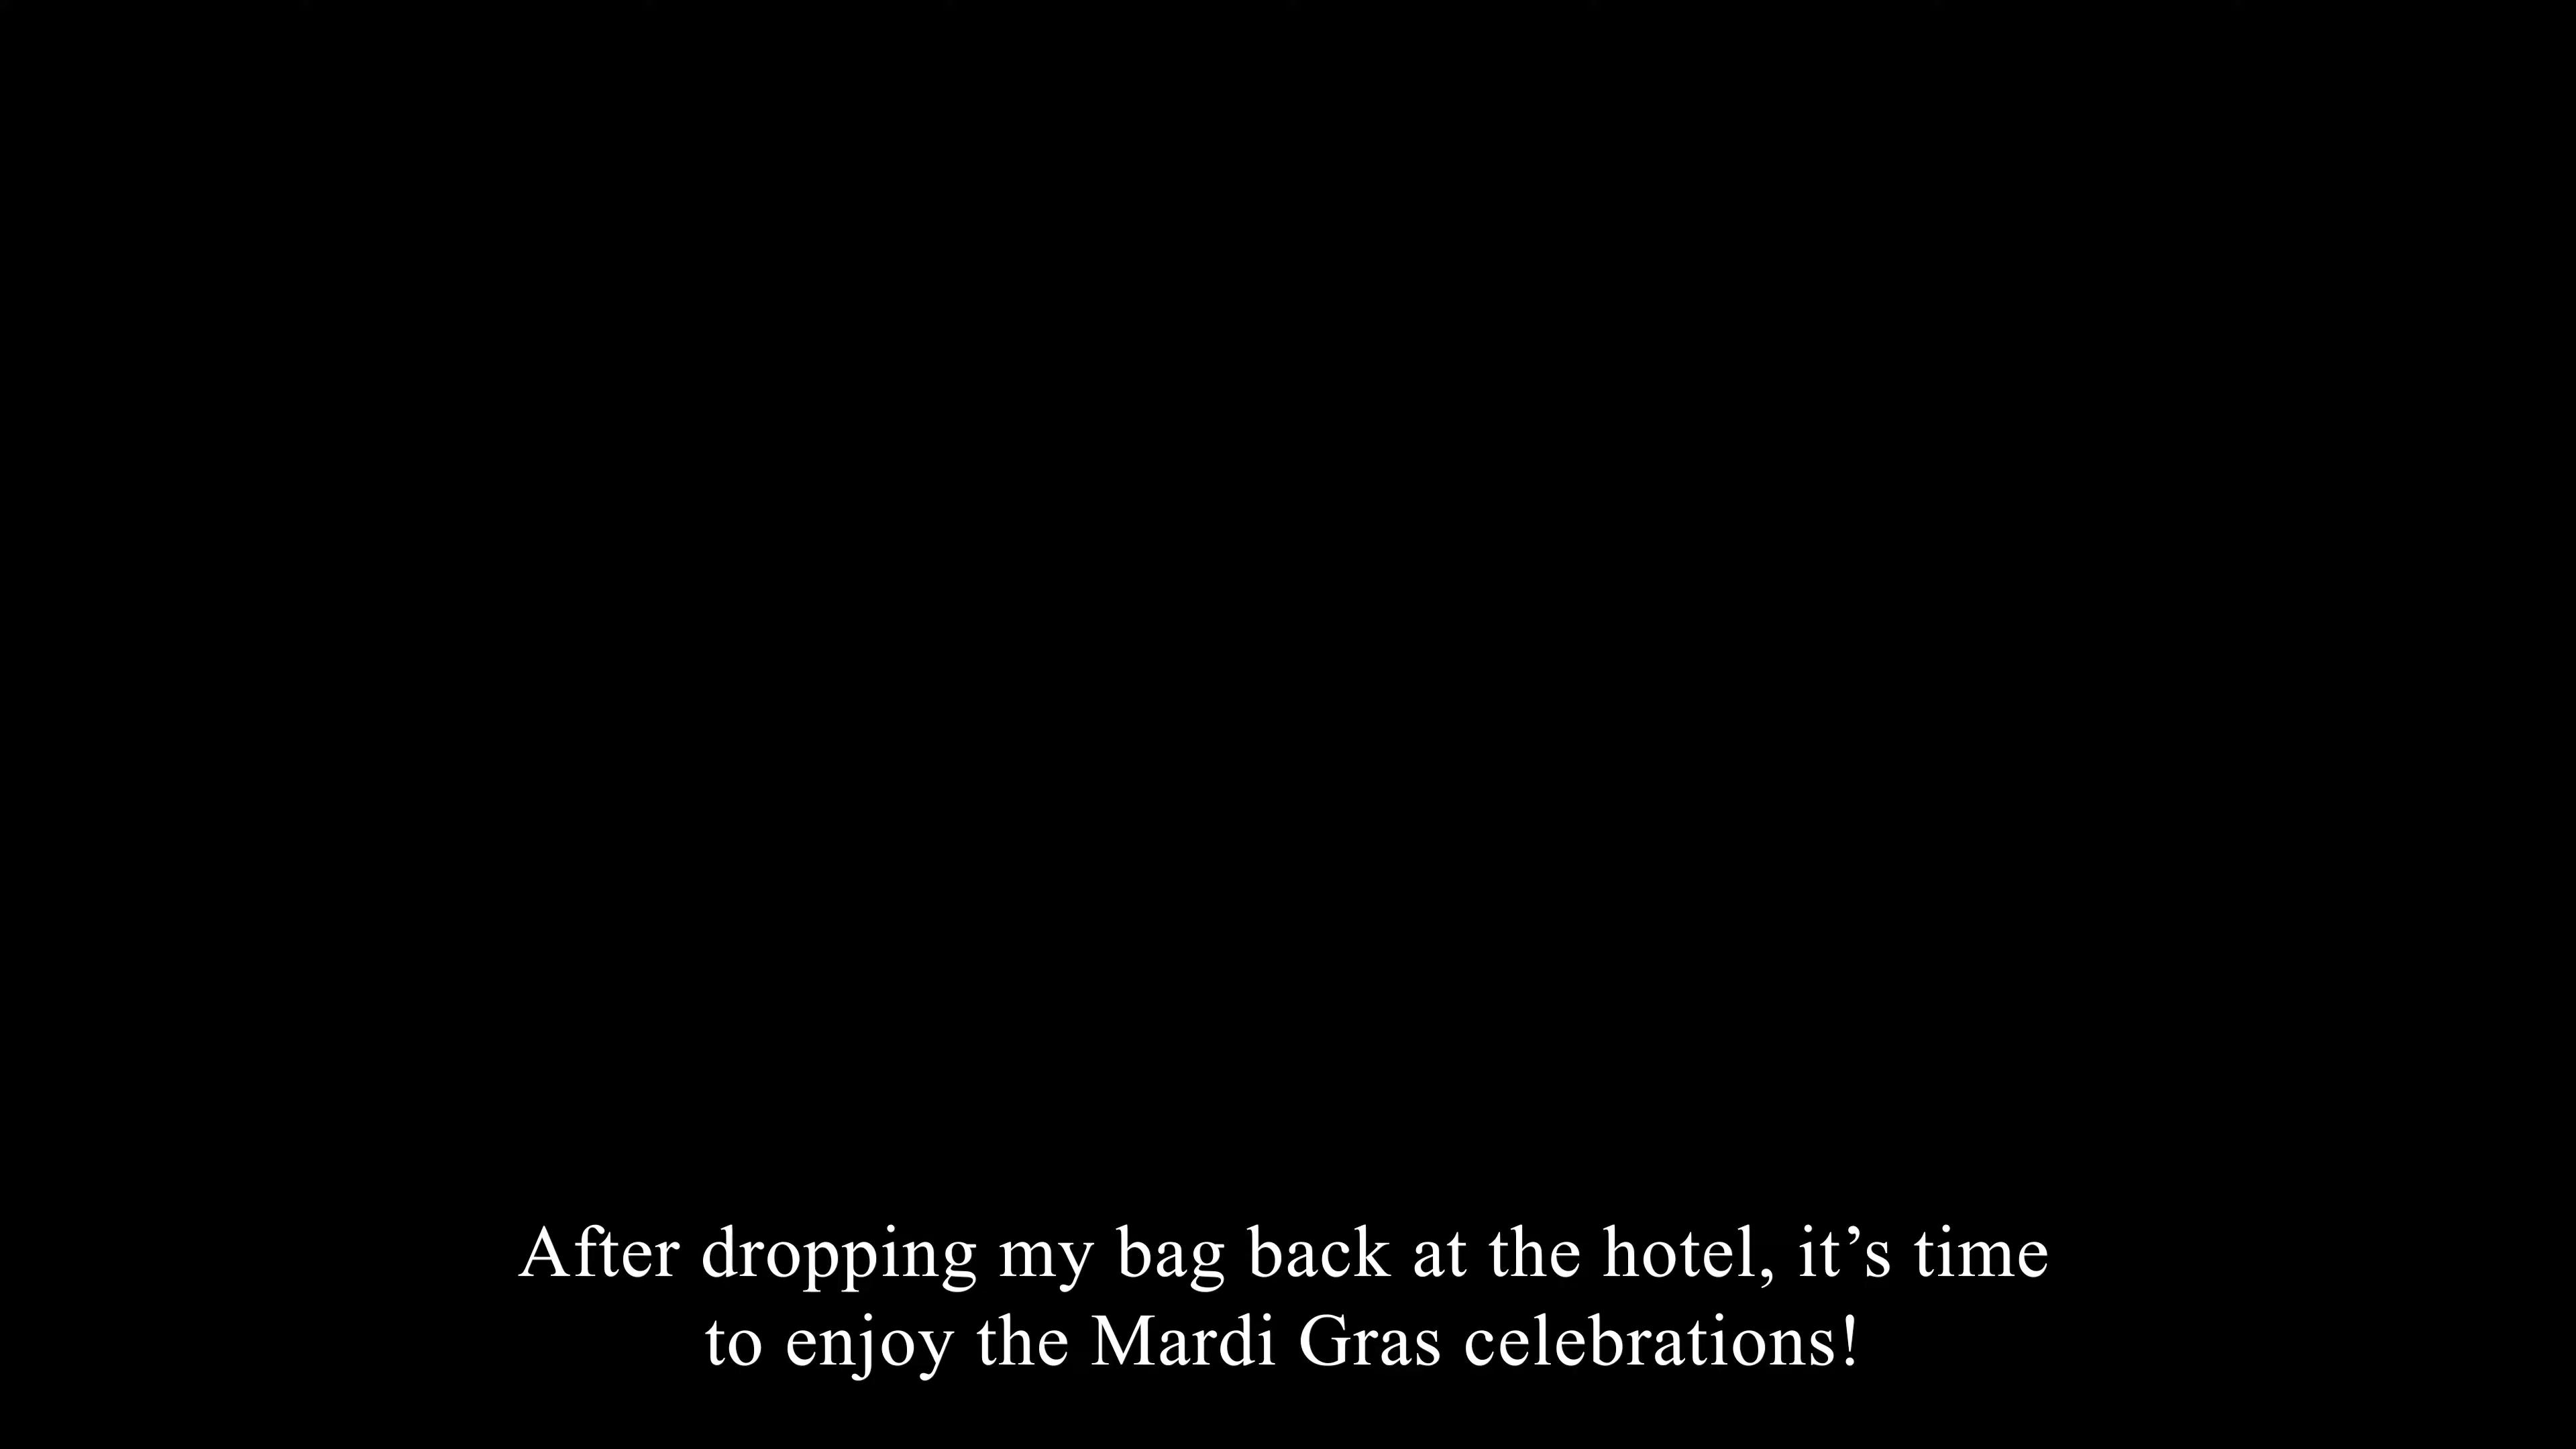 After dropping my bag back at the hotel, it’s time
to enjoy the Mardi Gras celebrations!